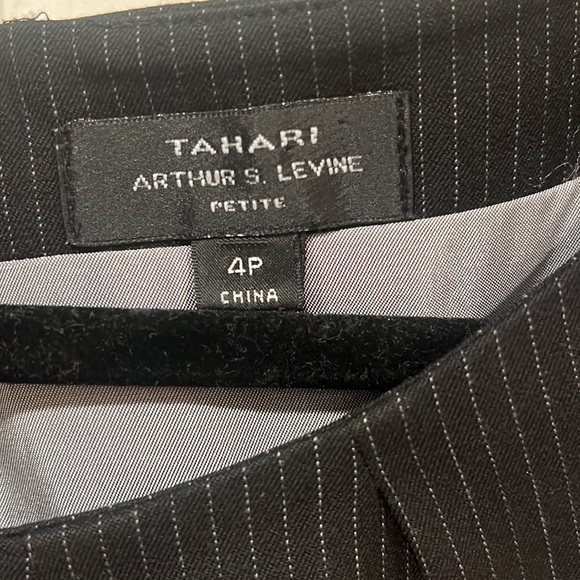 TAHARI
ARTHUR S. LEVINE
PETITE
4P
CHINA